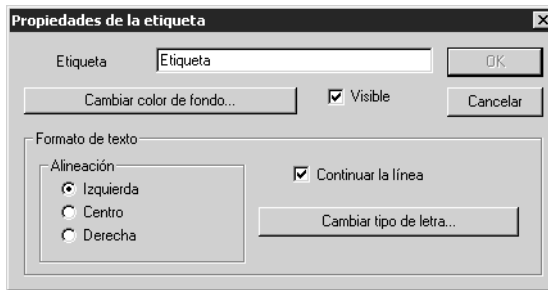 Propiedades de la etiqueta
Etiqueta
Etiqueta
OK
Cambiar color de fondo...
Visible
Cancelar
Formato de texto
Alineación
Izquierda
Centro
Derecha
Continuar la línea
Cambiar tipo de letra...